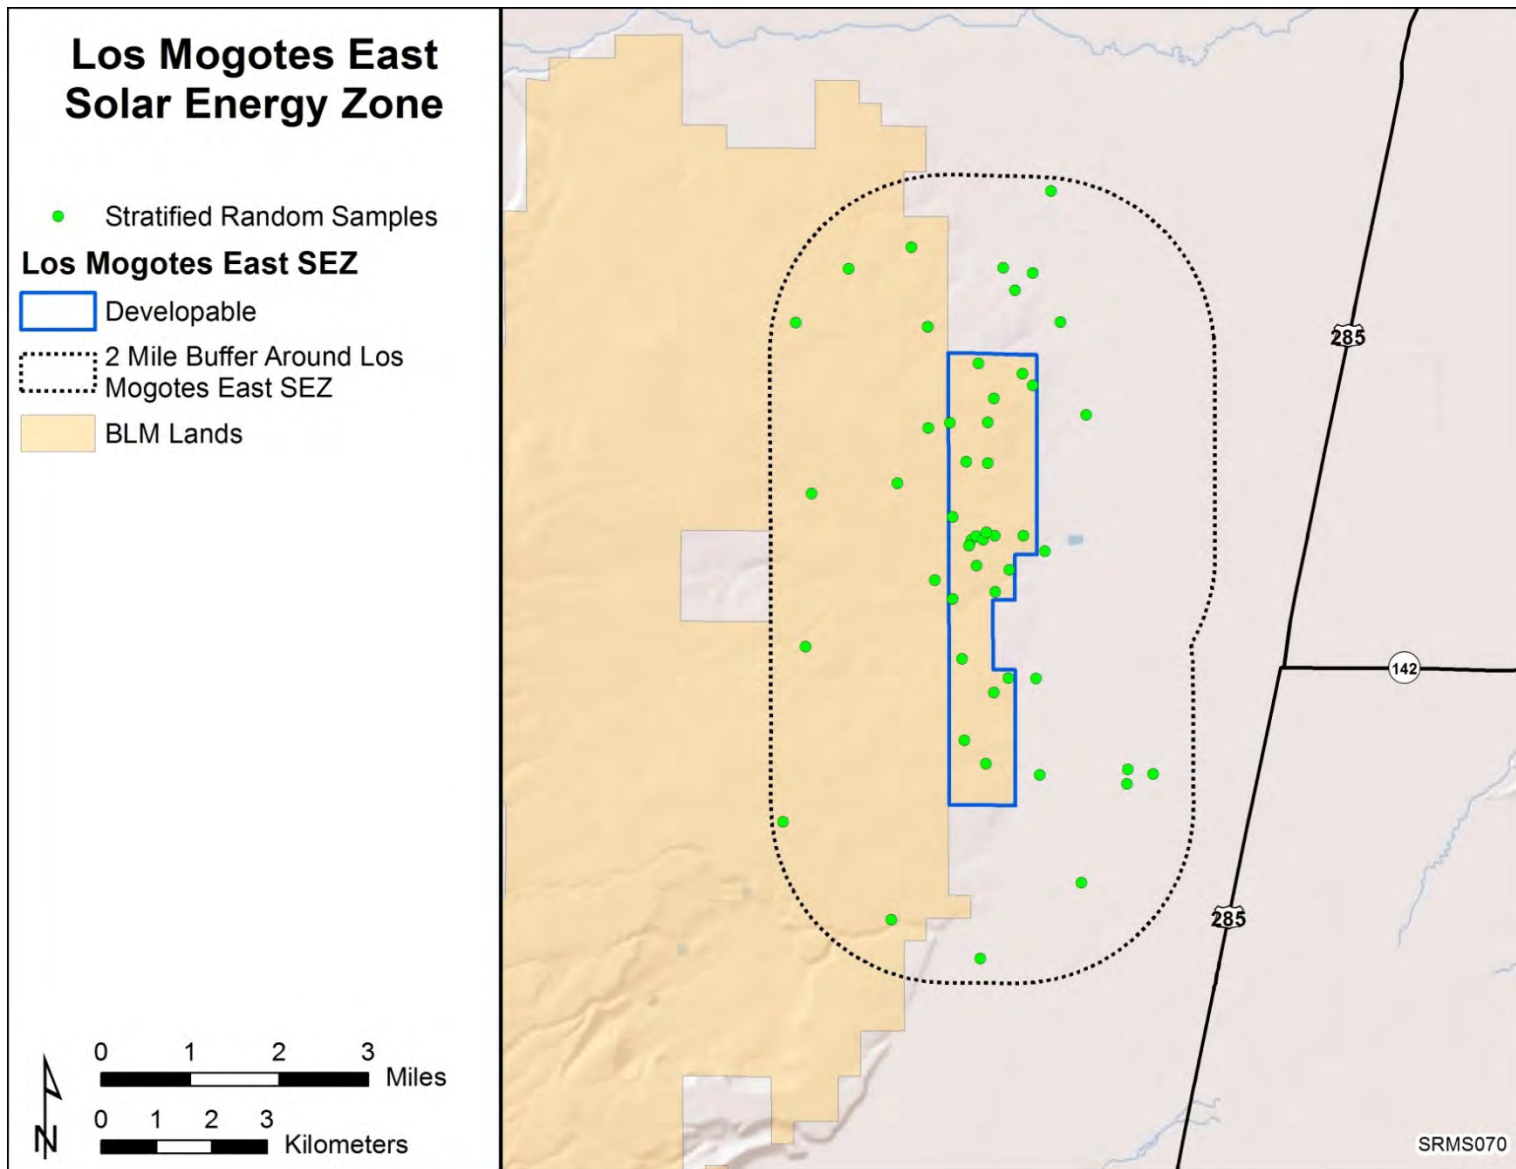 Los Mogotes East
Solar Energy Zone
Stratified Random Samples
Los Mogotes East SEZ
Developable
2 Mile Buffer Around Los
Mogotes East SEZ
BLM Lands
285
142
285
0 1 2 3
Miles
0 1 2 3
Kilometers
N
SRMS070